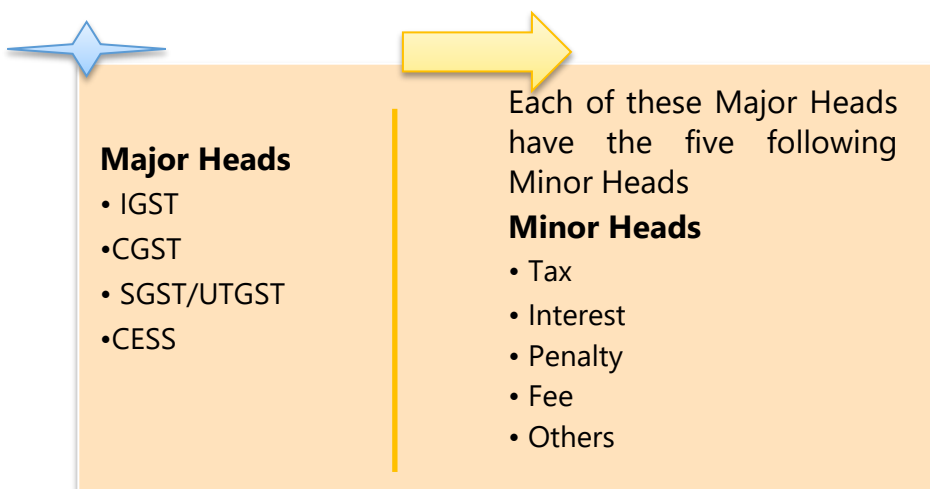 Major Heads
• IGST
•CGST
• SGST/UTGST
•CESS
Each of these Major Heads
have the five following
Minor Heads
Minor Heads
• Tax
• Interest
• Penalty
• Fee
• Others